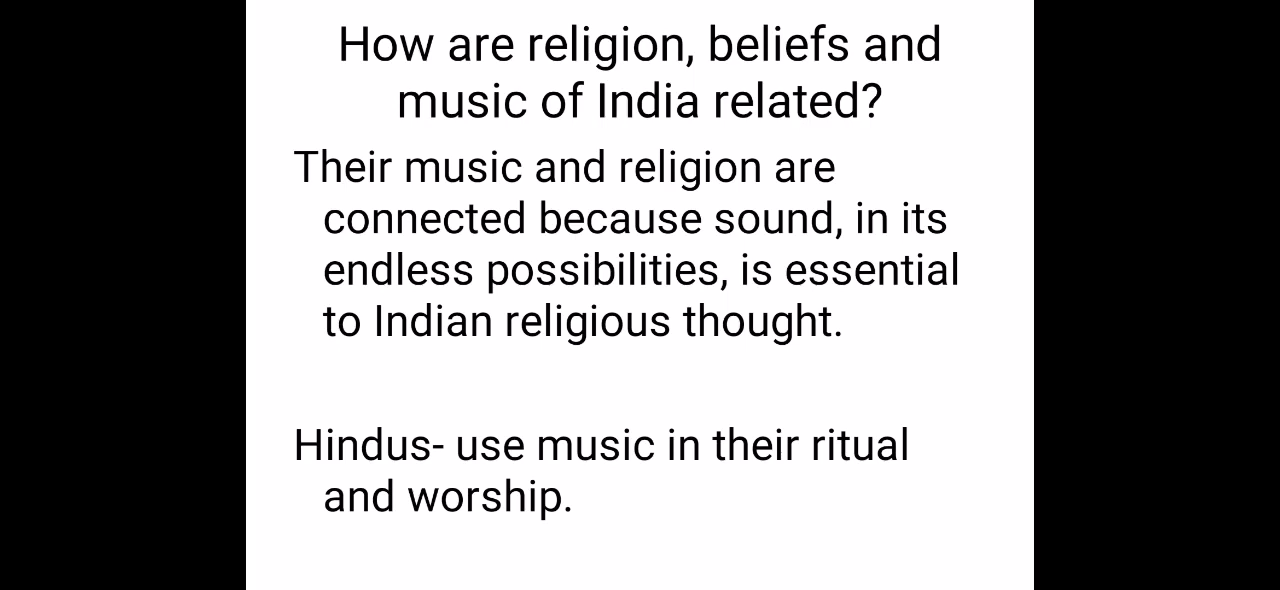 How are religion, beliefs and
music of India related?
Their music and religion are
connected because sound, in its
endless possibilities, is essential
to Indian religious thought.
Hindus- use music in their ritual
and worship.